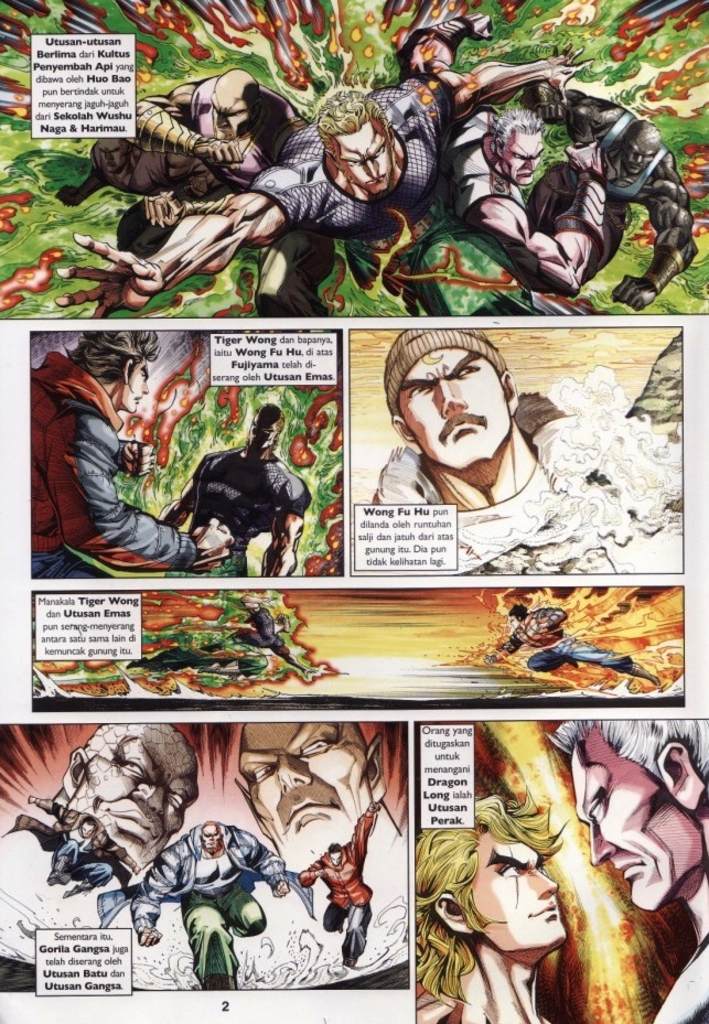 Utusan-utusan
Berlima dari Kultus
Penyembah Api yang
dibawa oleh Huo Bao
pun bertindak untuk
menyerang jaguh-jaguh
dari Sekolah Wushu
Naga & Harimau.
Tiger Wong dan bapanya,
iaitu Wong Fu Hu, di atas
Fujiyama telah di-
serang oleh Utusan Emas.
Wong Fu Hu pun
dilanda oleh runtuhan
salji dan jatuh dari atas
gunung itu. Dia pun
tidak kelihatan lagi.
Manakala Tiger Wong
dan Utusan Emas
pun serang-menyerang
antara satu sama lain di
kemuncak gunung itu.
Sementara itu,
Gorila Gangsa juga
telah diserang oleh
Utusan Batu dan
Utusan Gangsa.
Orang yang
ditugaskan
untuk
menangani
Dragon
Long ialah
Utusan
Perak.
2